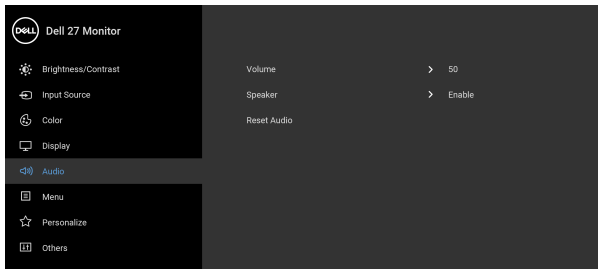 DELL Dell 27 Monitor
Brightness/Contrast
Input Source
Color
Display
Audio
Menu
Personalize
Others
Volume > 50
Speaker > Enable
Reset Audio